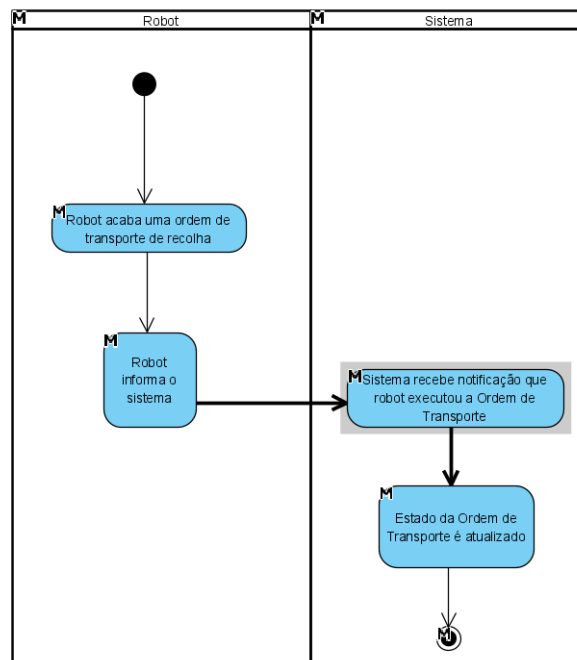 M Robot
M Sistema
M
Robot acaba uma ordem de
transporte de recolha
M
Robot
informa o
sistema
M
Sistema recebe notificação que
robot executou a Ordem de
Transporte
M
Estado da Ordem de
Transporte é atualizado
M